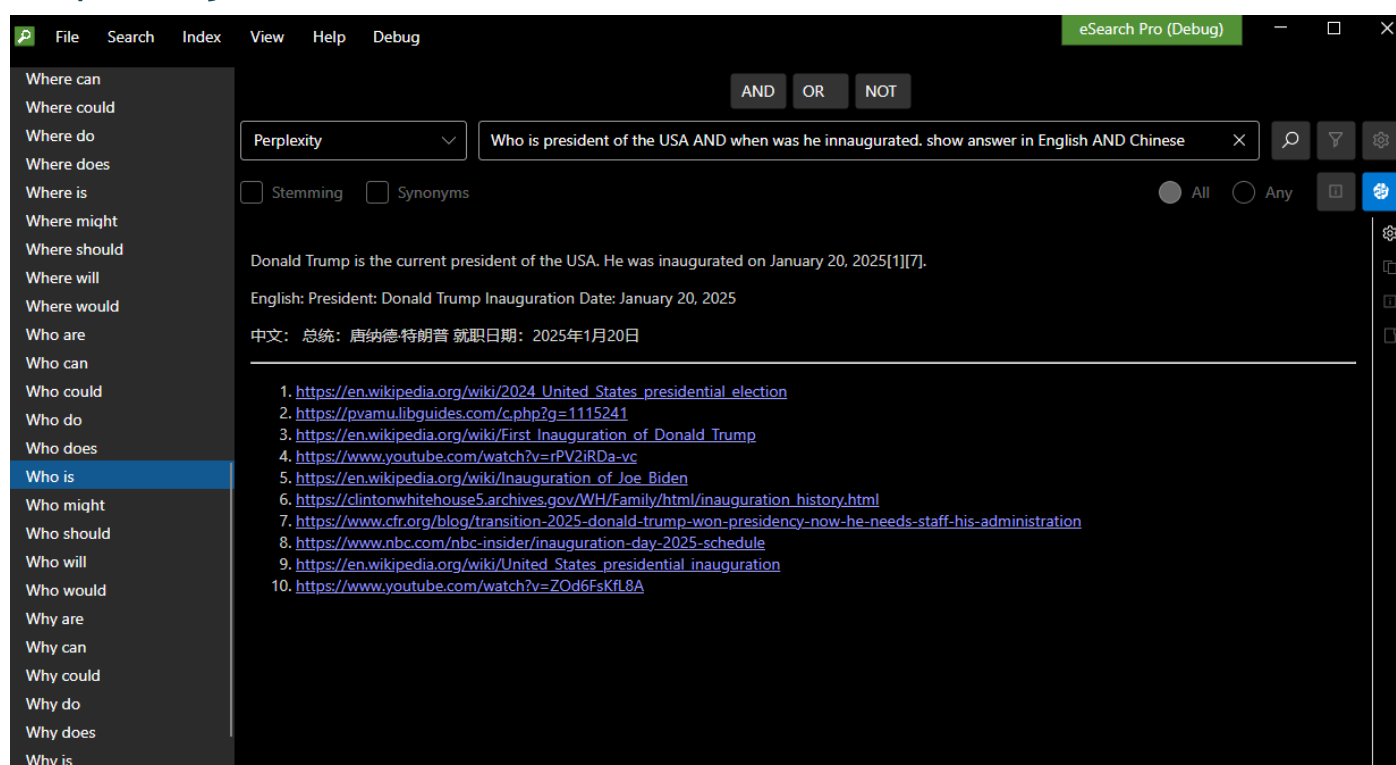 File Search Index View Help Debug
eSearch Pro (Debug)
Where can
Where could
Where do
Where does
Where is
Where might
Where should
Where will
Where would
Who are
Who can
Who could
Who do
Who does
Who is
Who might
Who should
Who will
Who would
Why are
Why can
Why could
Why do
Why does
Why is
AND OR NOT
Perplexity
Who is president of the USA AND when was he innaugurated. show answer in English AND Chinese
Stemming Synonyms
All Any
Donald Trump is the current president of the USA. He was inaugurated on January 20, 2025[1][7].
English: President: Donald Trump Inauguration Date: January 20, 2025
中文： 总统：唐纳德·特朗普 就职日期：2025年1月20日
1. https://en.wikipedia.org/wiki/2024_United_States_presidential_election
2. https://pvamu.libguides.com/c.php?g=1115241
3. https://en.wikipedia.org/wiki/First_Inauguration_of_Donald_Trump
4. https://www.youtube.com/watch?v=rPV2iRDa-vc
5. https://en.wikipedia.org/wiki/Inauguration_of_Joe_Biden
6. https://clintonwhitehouse5.archives.gov/WH/Family/html/inauguration_history.html
7. https://www.cfr.org/blog/transition-2025-donald-trump-won-presidency-now-he-needs-staff-his-administration
8. https://www.nbc.com/nbc-insider/inauguration-day-2025-schedule
9. https://en.wikipedia.org/wiki/United_States_presidential_inauguration
10. https://www.youtube.com/watch?v=ZOd6FsKfL8A